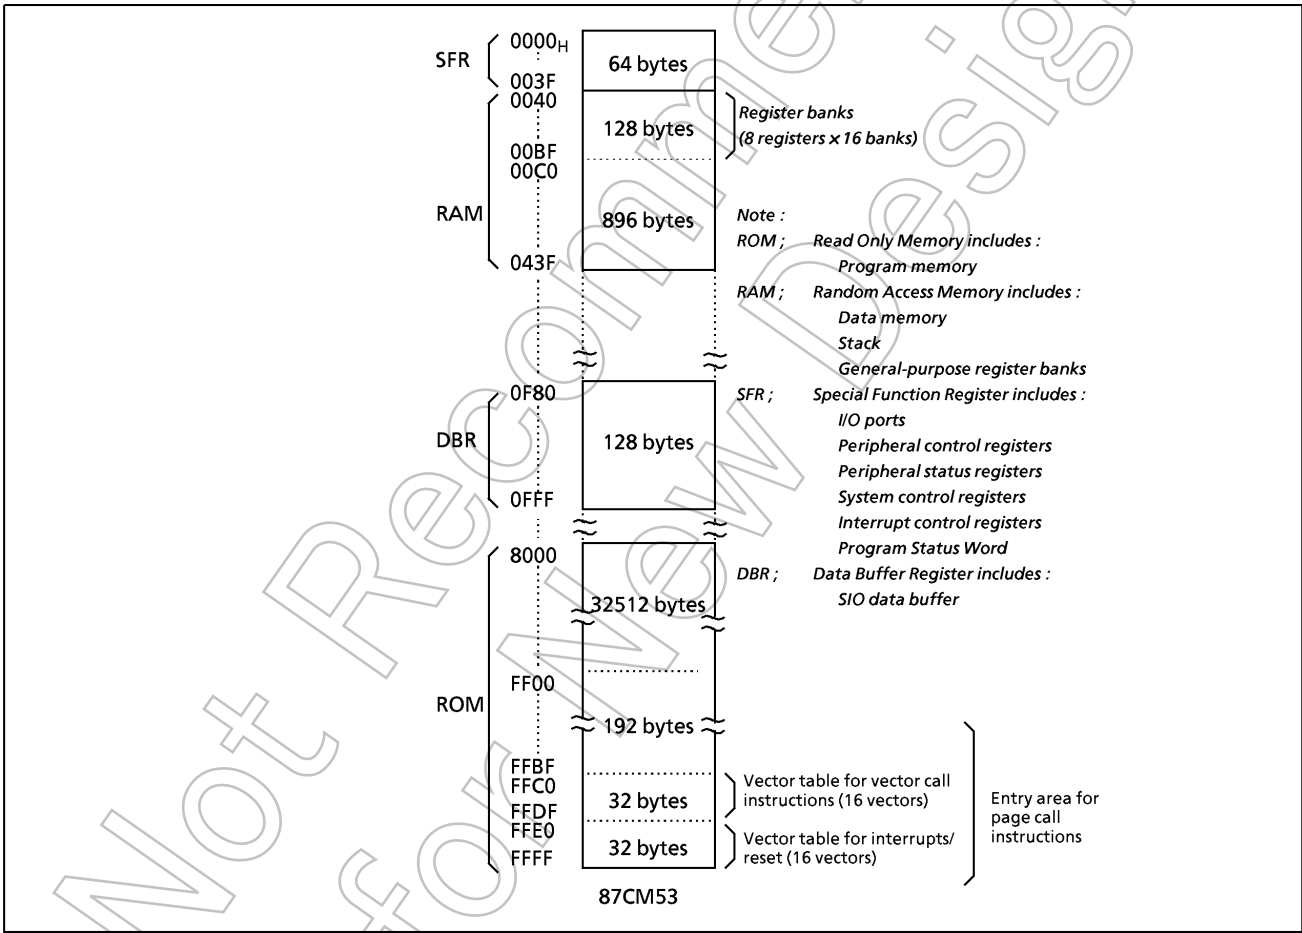 SFR
0000H
003F
64 bytes
RAM
0040
00BF
00C0
043F
128 bytes
896 bytes
Register banks
(8 registers × 16 banks)
Note :
ROM ; Read Only Memory includes :
Program memory
RAM ; Random Access Memory includes :
Data memory
Stack
General-purpose register banks
SFR ; Special Function Register includes :
I/O ports
Peripheral control registers
Peripheral status registers
System control registers
Interrupt control registers
Program Status Word
DBR ; Data Buffer Register includes :
SIO data buffer
DBR
0F80
0FFF
128 bytes
ROM
8000
FF00
FFBF
FFC0
FFDF
FFE0
FFFF
32512 bytes
192 bytes
32 bytes
32 bytes
Vector table for vector call
instructions (16 vectors)
Vector table for interrupts/
reset (16 vectors)
Entry area for
page call
instructions
87CM53
Not Recomme
for New Desig